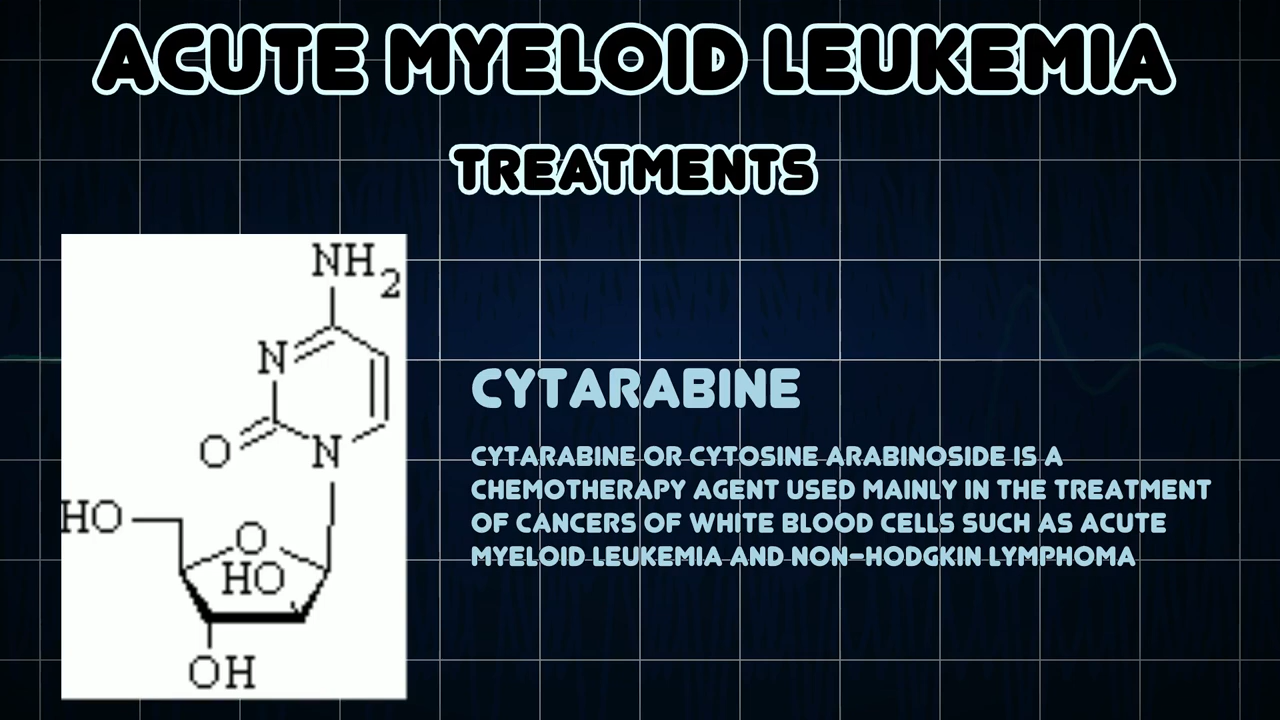 ACUTE MYELOID LEUKEMIA
TREATMENTS
NH2
N
O
N
HO
O
HO
OH
CYTARABINE
CYTARABINE OR CYTOSINE ARABINOSIDE IS A
CHEMOTHERAPY AGENT USED MAINLY IN THE TREATMENT
OF CANCERS OF WHITE BLOOD CELLS SUCH AS ACUTE
MYELOID LEUKEMIA AND NON-HODGKIN LYMPHOMA